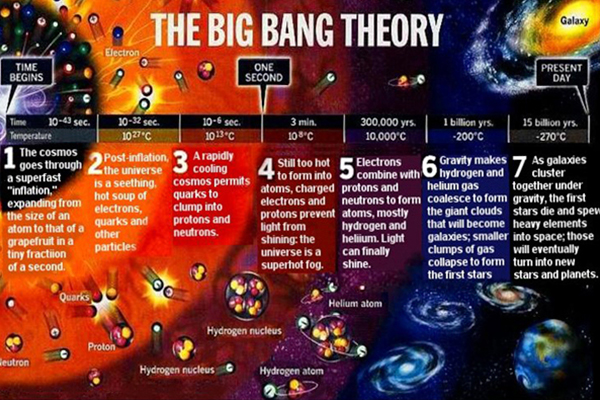 THE BIG BANG THEORY
Galaxy
Electron
TIME
BEGINS
ONE
SECOND
PRESENT
DAY
Time 10-43 sec. 10-32 sec. 10-6 sec. 3 min. 300,000 yrs. 1 billion yrs. 15 billion yrs.
Temperature 10 27°C 10 13°C 10 8°C 10,000°C -200°C -270°C
1 The cosmos
goes through
a superfast
"inflation,"
expanding from
the size of an
atom to that of a
grapefruit in a
tiny fractiion
of a second.
2 Post-inflation,
the universe
is a seething,
hot soup of
electrons,
quarks and
other
particles
3 A rapidly
cooling
cosmos permits
quarks to
clump into
protons and
neutrons.
4 Still too hot
to form into
atoms, charged
electrons and
protons prevent
light from
shining: the
universe is a
superhot fog.
5 Electrons
combine with
protons and
neutrons to form
atoms, mostly
hydrogen and
heliium. Light
can finally
shine.
6 Gravity makes
hydrogen and
helium gas
coalesce to form
the giant clouds
that will become
galaxies; smaller
clumps of gas
collapse to form
the first stars
7 As galaxies
cluster
together under
gravity, the first
stars die and spew
heavy elements
into space; those
will eventually
turn into new
stars and planets.
Quarks
Neutron
Proton
Hydrogen nucleus
Hydrogen nucleus
Helium atom
Hydrogen atom